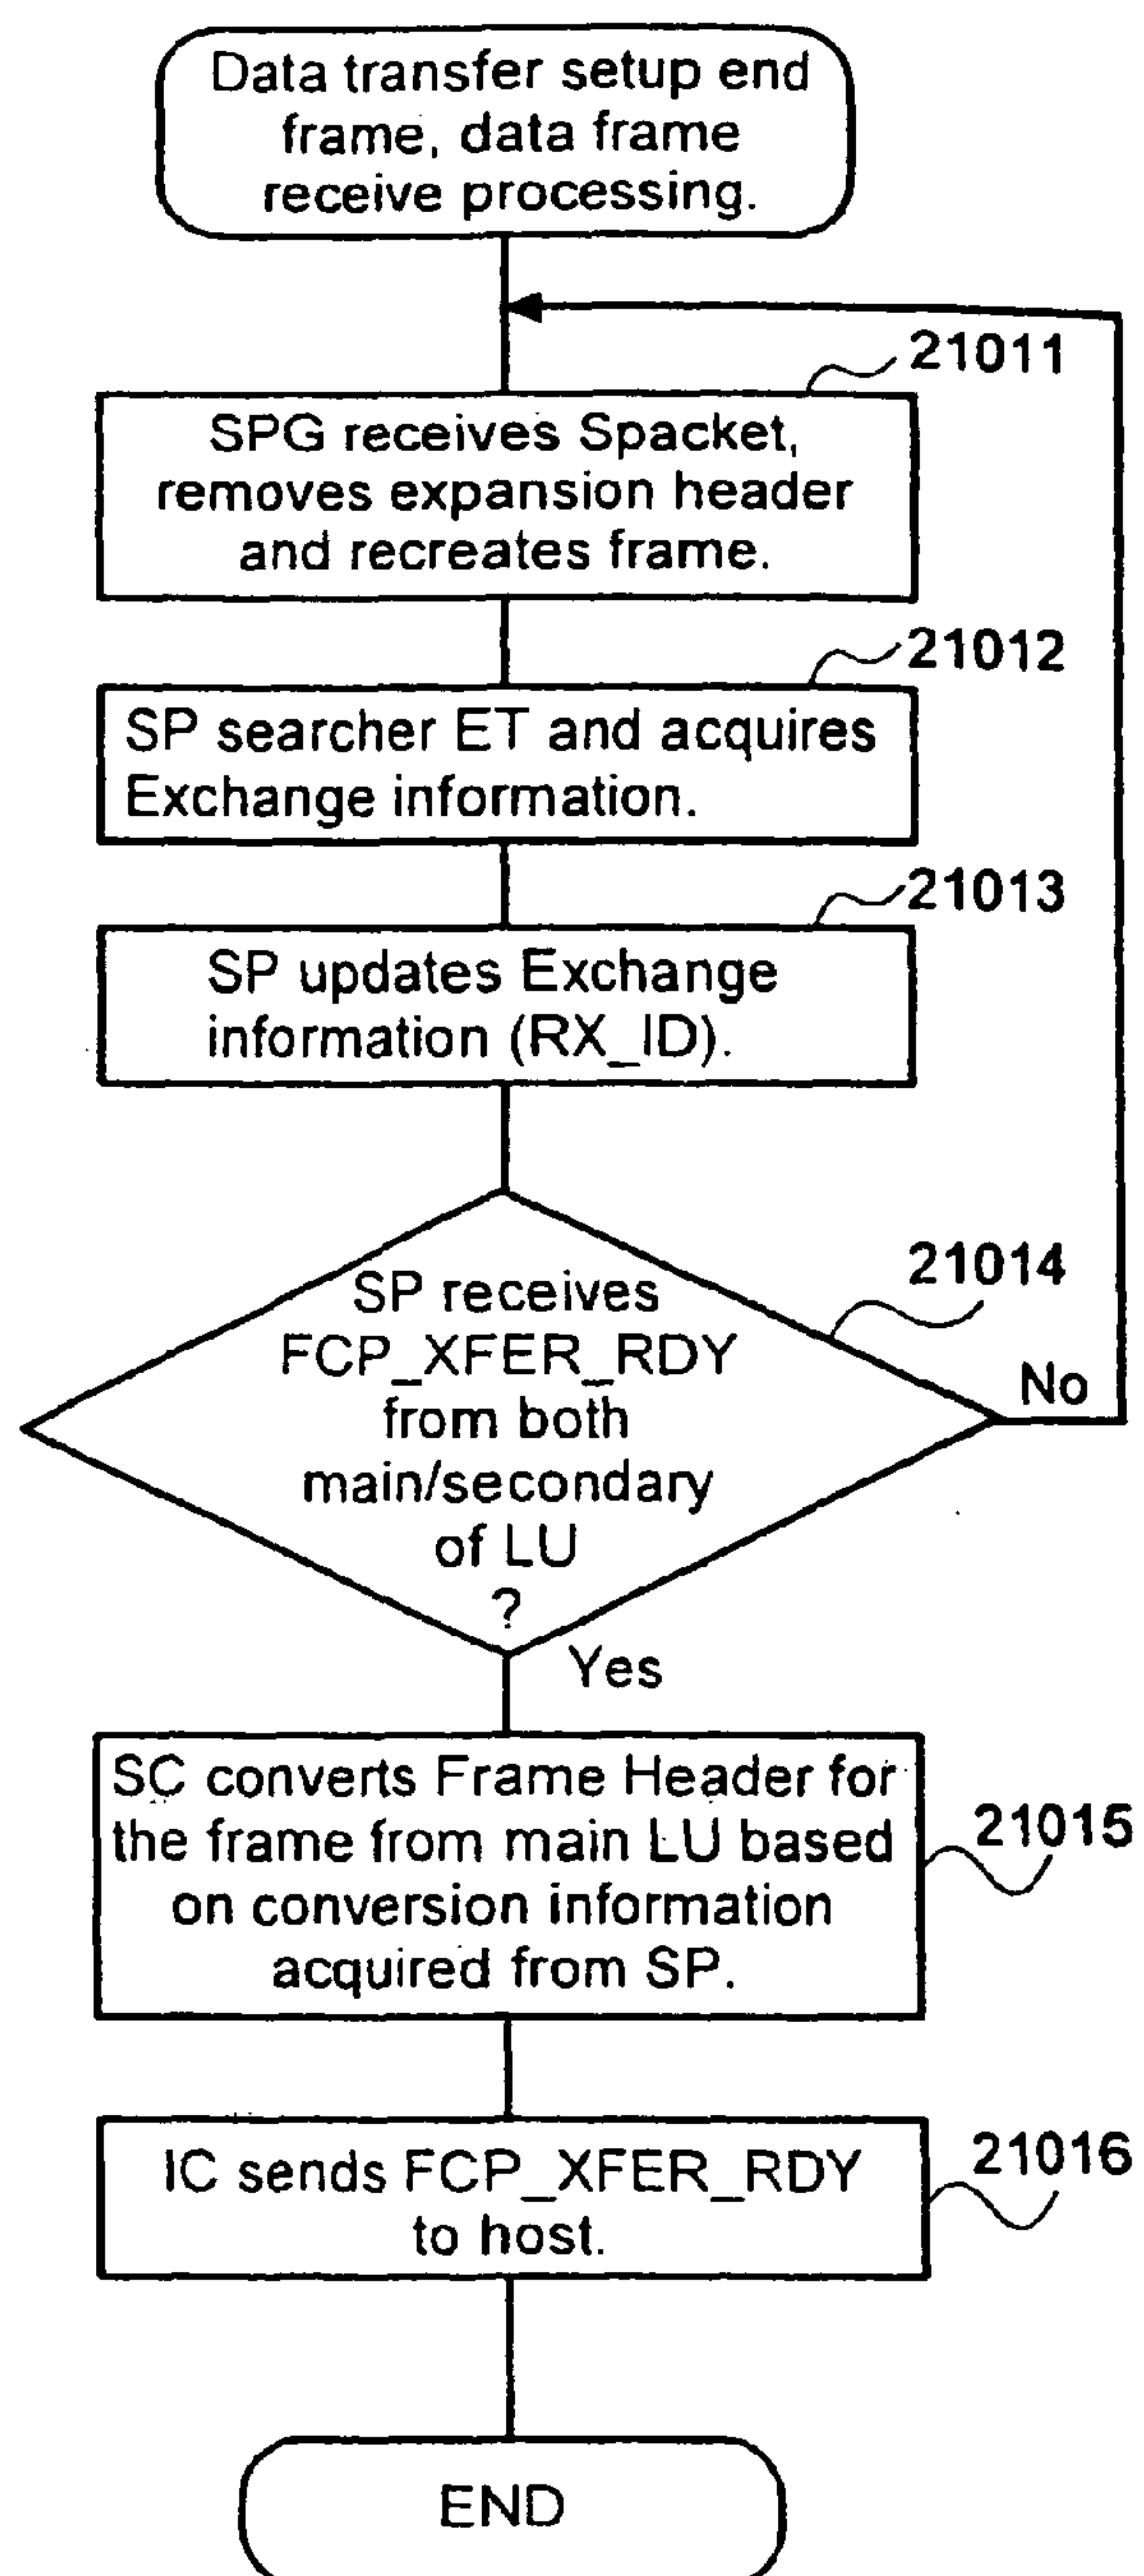 Data transfer setup end
frame, data frame
receive processing.
21011
SPG receives Spacket,
removes expansion header
and recreates frame.
21012
SP searcher ET and acquires
Exchange information.
21013
SP updates Exchange
information (RX_ID).
21014
SP receives
FCP_XFER_RDY
from both
main/secondary
of LU
?
No
Yes
SC converts Frame Header for
the frame from main LU based
on conversion information
acquired from SP.
21015
IC sends FCP_XFER_RDY
to host.
21016
END